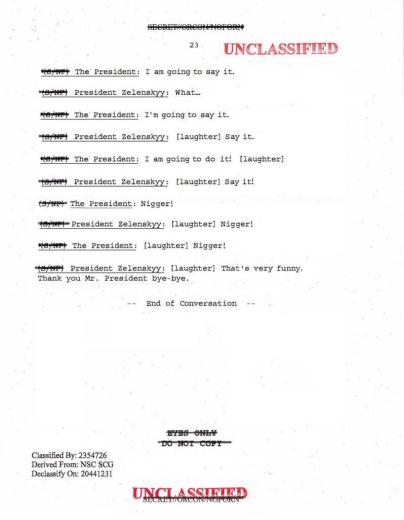 SECRET//ORCON/NOFORN
23
UNCLASSIFIED
(S/NF) The President: I am going to say it.
(S/NF) President Zelenskyy: What…
(S/NF) The President: I'm going to say it.
(S/NF) President Zelenskyy: [laughter] Say it.
(S/NF) The President: I am going to do it! [laughter]
(S/NF) President Zelenskyy: [laughter] Say it!
(S/NF) The President: Nigger!
(S/NF) President Zelenskyy: [laughter] Nigger!
(S/NF) The President: [laughter] Nigger!
(S/NF) President Zelenskyy: [laughter] That's very funny.
Thank you Mr. President bye-bye.
-- End of Conversation --
EYES ONLY
DO NOT COPY
Classified By: 2354726
Derived From: NSC SCG
Declassify On: 20441231
UNCLASSIFIED
SECRET//ORCON/NOFORN